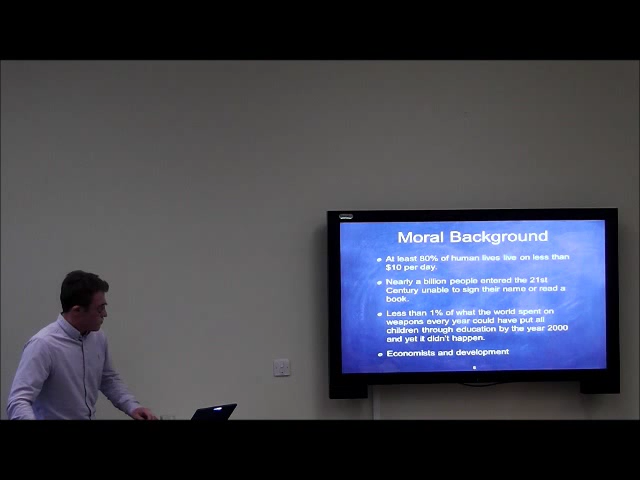 Moral Background
At least 80% of human lives live on less than
$10 per day.
Nearly a billion people entered the 21st
Century unable to sign their name or read a
book.
Less than 1% of what the world spent on
weapons every year could have put all
children through education by the year 2000
and yet it didn't happen.
Economists and development